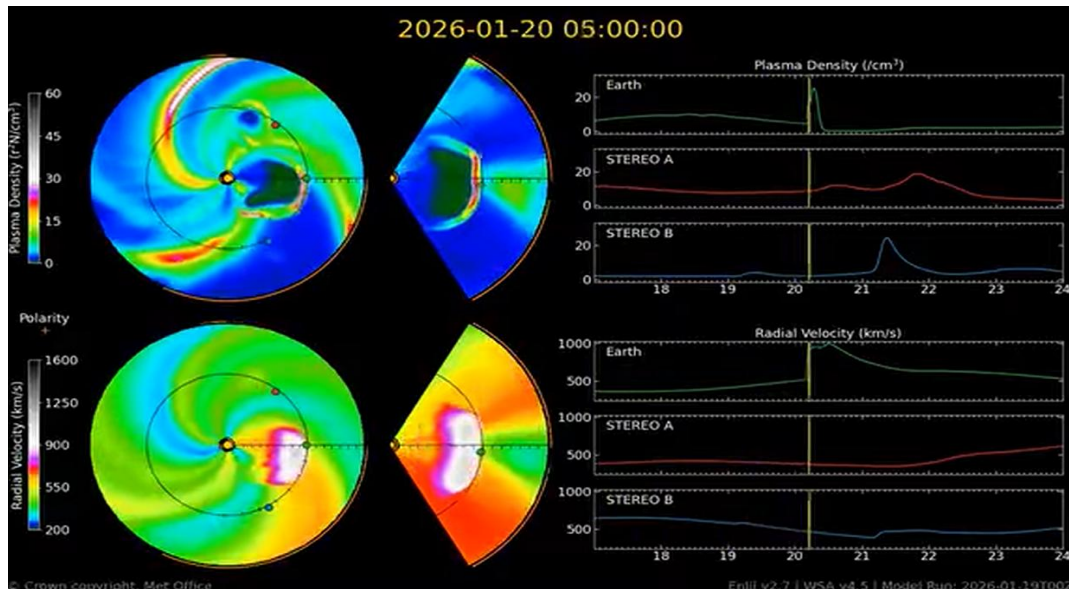 2026-01-20 05:00:00
Plasma Density (r²N/cm³)
60
45
30
15
0
Plasma Density (/cm³)
Earth
20
0
STEREO A
20
0
STEREO B
20
0
18 19 20 21 22 23 24
Polarity
+
Radial Velocity (km/s)
1600
1250
900
550
200
Radial Velocity (km/s)
Earth
1000
500
STEREO A
1000
500
STEREO B
1000
500
18 19 20 21 22 23 24
© Crown copyright. Met Office
Enlil v2.7 | WSA v4.5 | Model Run: 2026-01-19T00